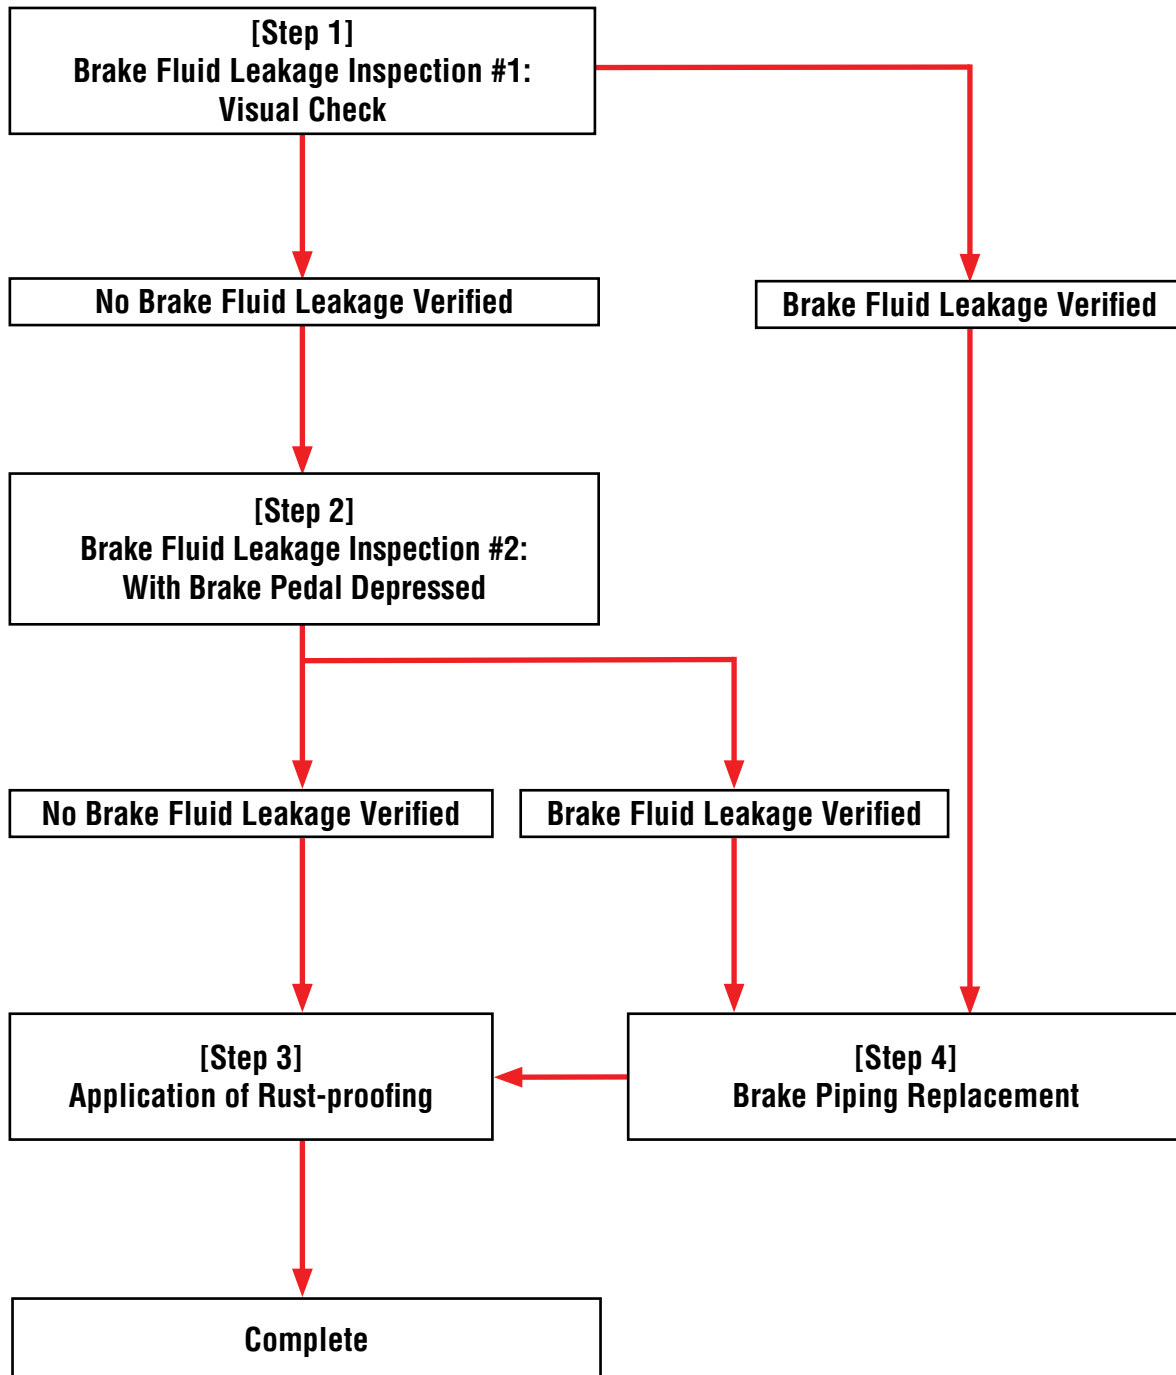 [Step 1]
Brake Fluid Leakage Inspection #1:
Visual Check
No Brake Fluid Leakage Verified
Brake Fluid Leakage Verified
[Step 2]
Brake Fluid Leakage Inspection #2:
With Brake Pedal Depressed
No Brake Fluid Leakage Verified
Brake Fluid Leakage Verified
[Step 3]
Application of Rust-proofing
[Step 4]
Brake Piping Replacement
Complete